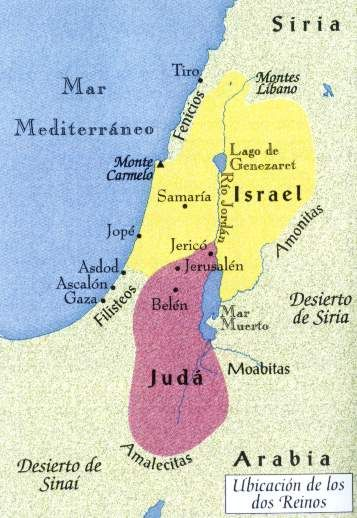 Siria
Mar
Mediterráneo
Tiro
Montes
Líbano
Fenicios
Lago de
Genezaret
Monte
Carmelo
Río Jordán
Samaría
Israel
Jopé
Amonitas
Jericó
Jerusalén
Asdod
Ascalón
Gaza
Filisteos
Belén
Mar
Muerto
Desierto
de Siria
Moabitas
Judá
Amalecitas
Desierto de
Sinaí
Arabia
Ubicación de los
dos Reinos